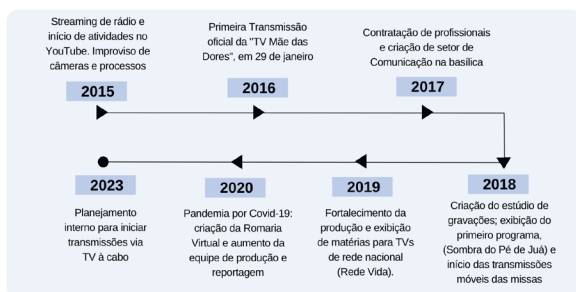 Streaming de rádio e
início de atividades no
YouTube. Improviso de
câmeras e processos
2015
Primeira Transmissão
oficial da "TV Mãe das
Dores", em 29 de janeiro
2016
Contratação de profissionais
e criação de setor de
Comunicação na basílica
2017
2018
Criação do estúdio de
gravações; exibição do
primeiro programa,
(Sombra do Pé de Juá) e
início das transmissões
móveis das missas
2019
Fortalecimento da
produção e exibição
de matérias para TVs
de rede nacional
(Rede Vida).
2020
Pandemia por Covid-19:
criação da Romaria
Virtual e aumento da
equipe de produção e
reportagem
2023
Planejamento
interno para iniciar
transmissões via
TV à cabo